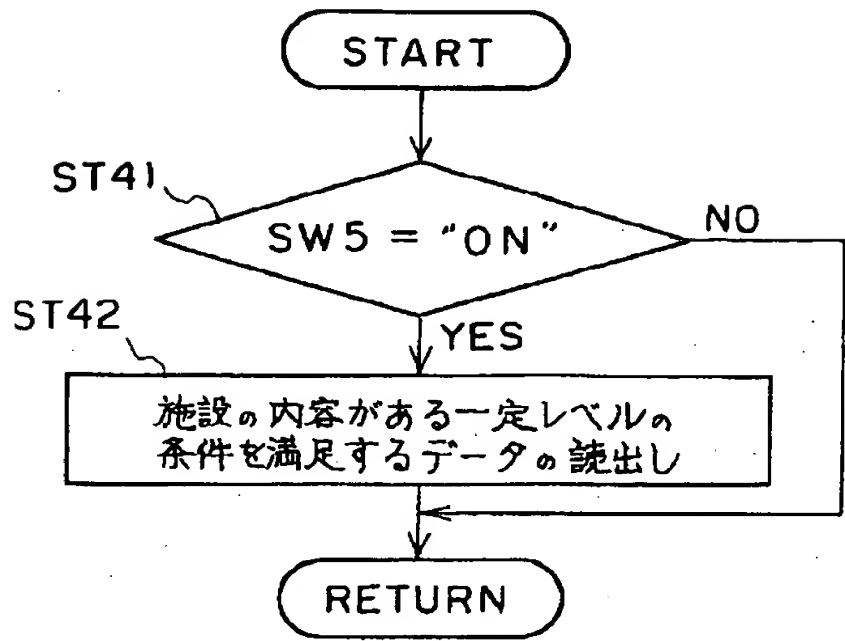 START
ST41
SW5 = "ON"
NO
ST42
YES
施設の内容がある一定レベルの
条件を満足するデータの読出し
RETURN